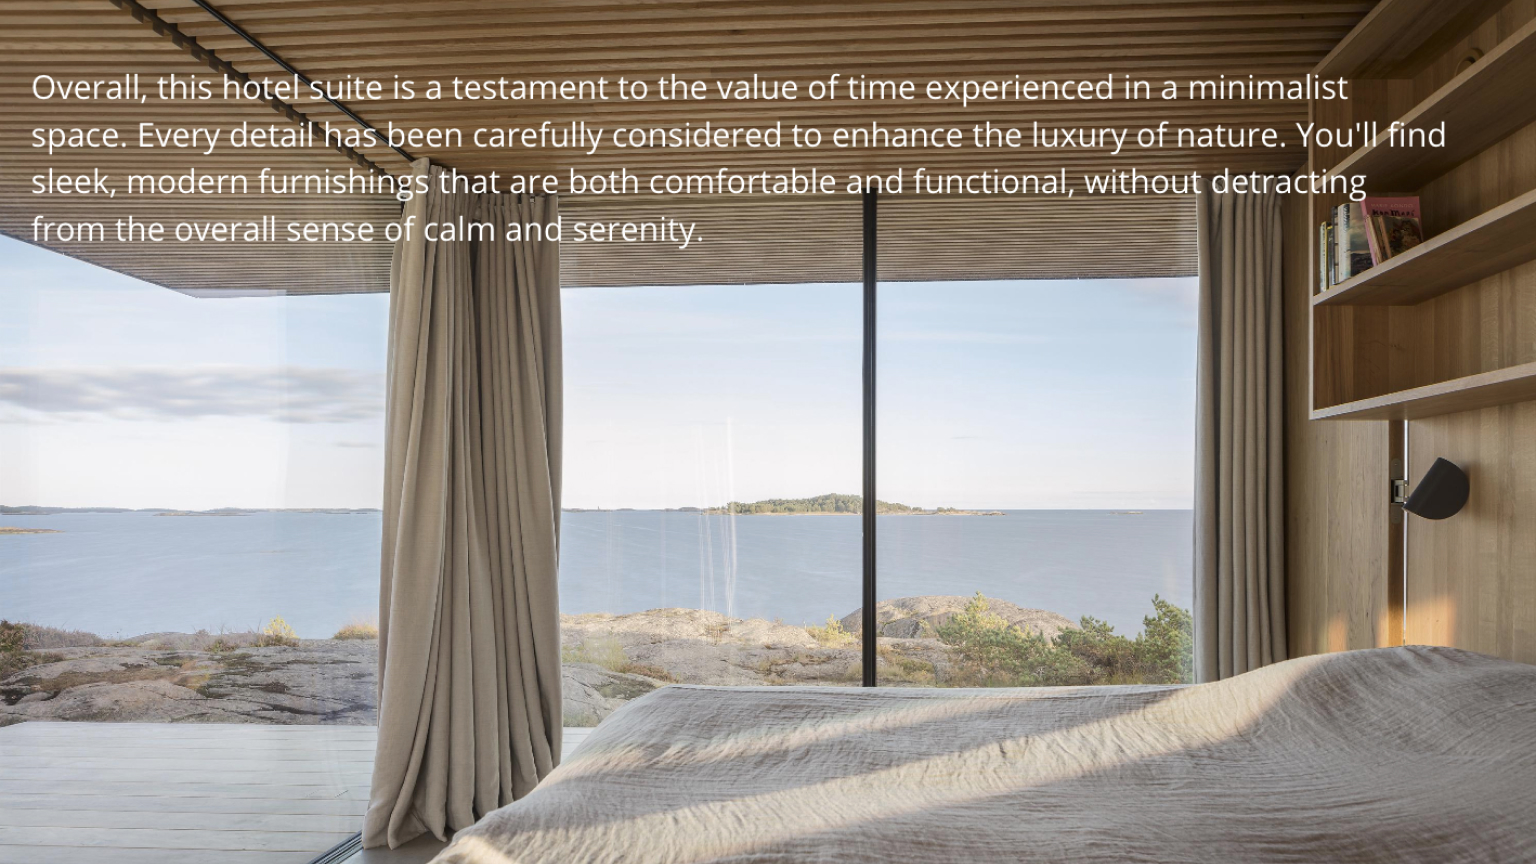 Overall, this hotel suite is a testament to the value of time experienced in a minimalist
space. Every detail has been carefully considered to enhance the luxury of nature. You'll find
sleek, modern furnishings that are both comfortable and functional, without detracting
from the overall sense of calm and serenity.